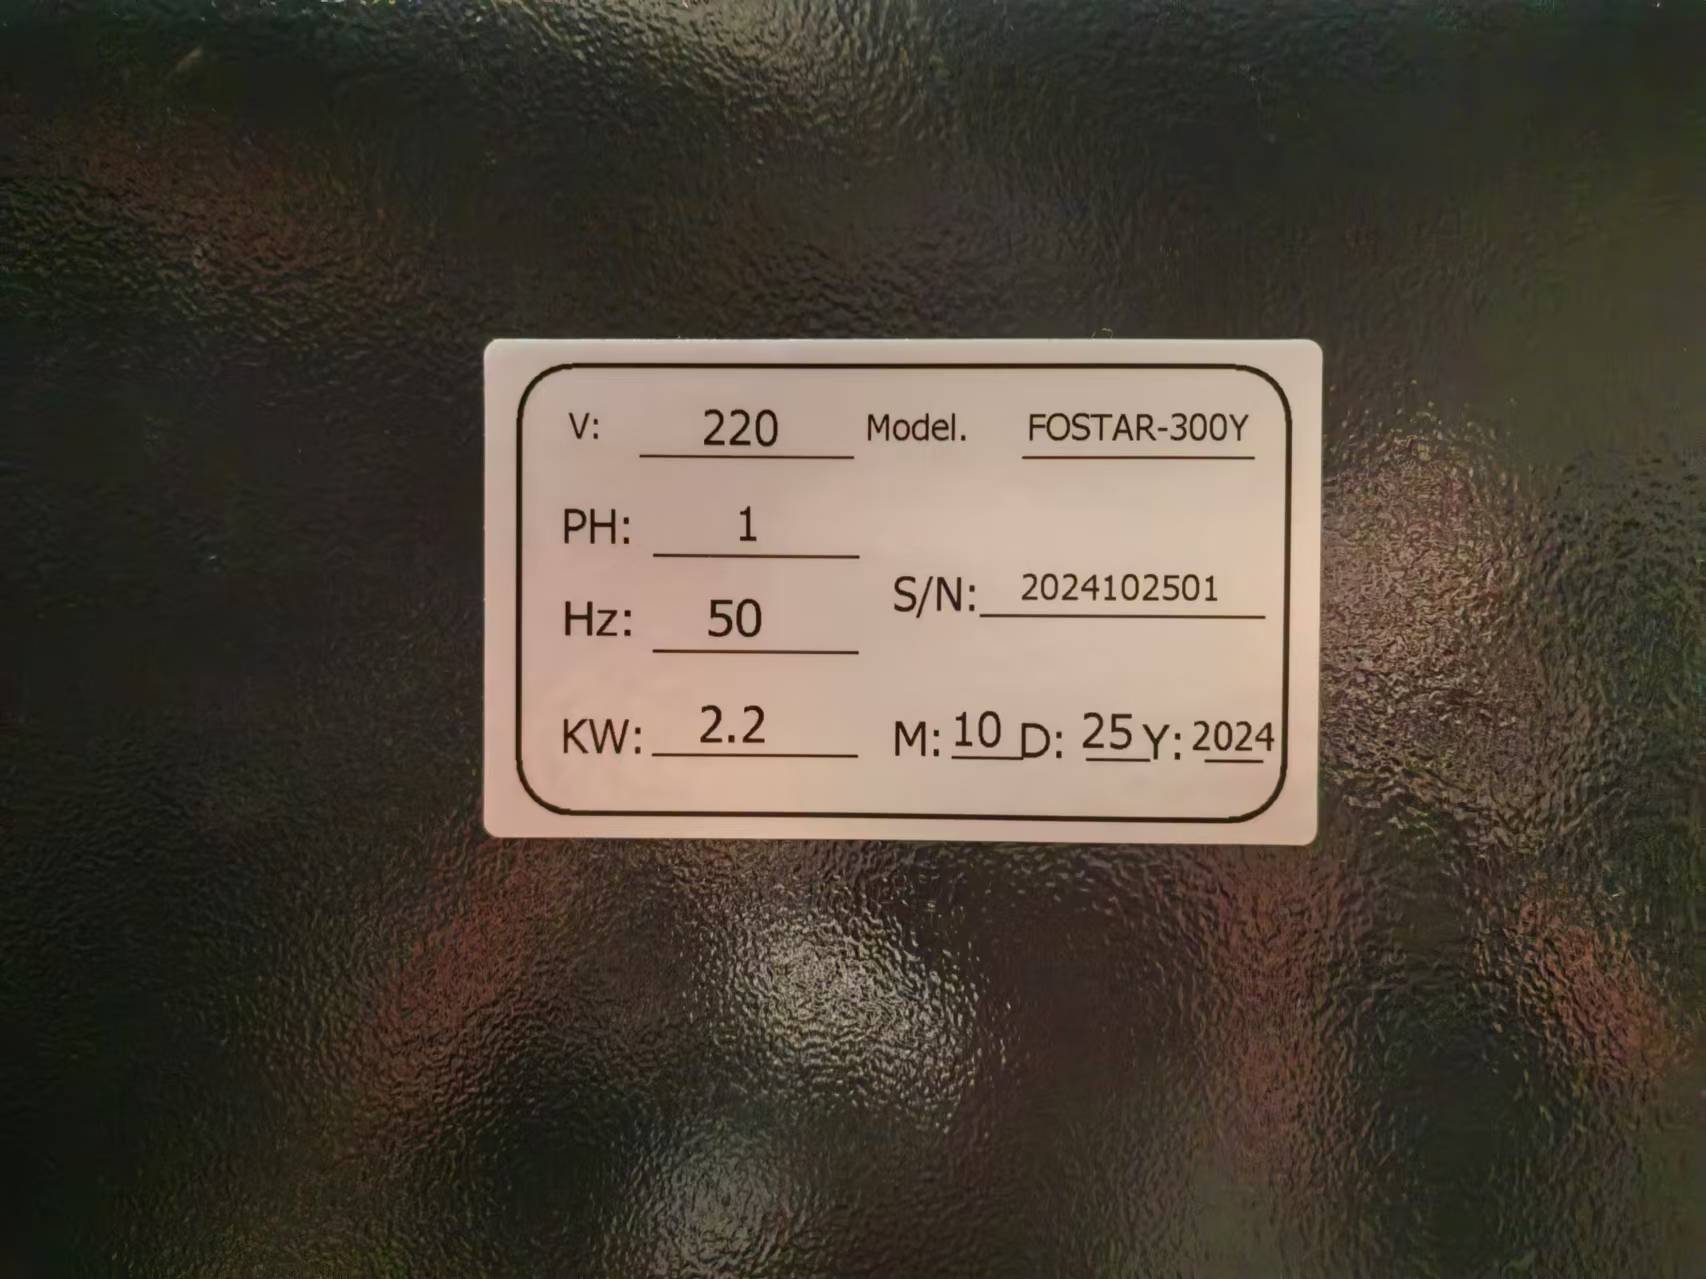 V: 220 Model. FOSTAR-300Y
PH: 1
S/N: 2024102501
Hz: 50
KW: 2.2 M: 10 D: 25 Y: 2024